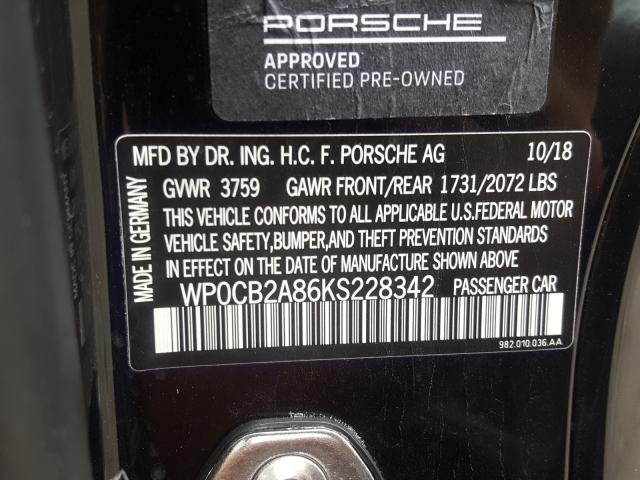 PORSCHE
APPROVED
CERTIFIED PRE-OWNED
MFD BY DR. ING. H.C. F. PORSCHE AG 10/18
GVWR 3759 GAWR FRONT/REAR 1731/2072 LBS
THIS VEHICLE CONFORMS TO ALL APPLICABLE U.S.FEDERAL MOTOR
VEHICLE SAFETY,BUMPER,AND THEFT PREVENTION STANDARDS
IN EFFECT ON THE DATE OF MANUFACTURE SHOWN ABOVE
WP0CB2A86KS228342 PASSENGER CAR
982.010.036.AA
MADE IN GERMANY